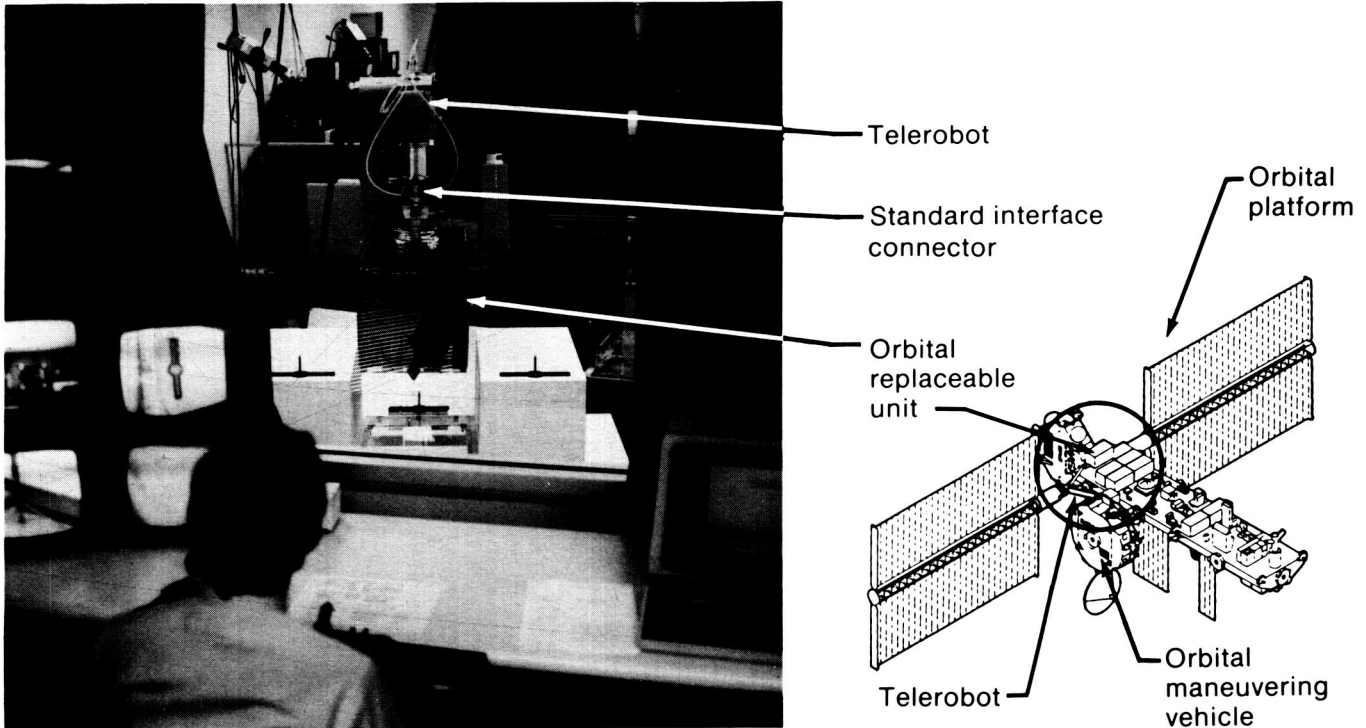 Telerobot
Standard interface
connector
Orbital
replaceable
unit
Orbital
platform
Telerobot
Orbital
maneuvering
vehicle